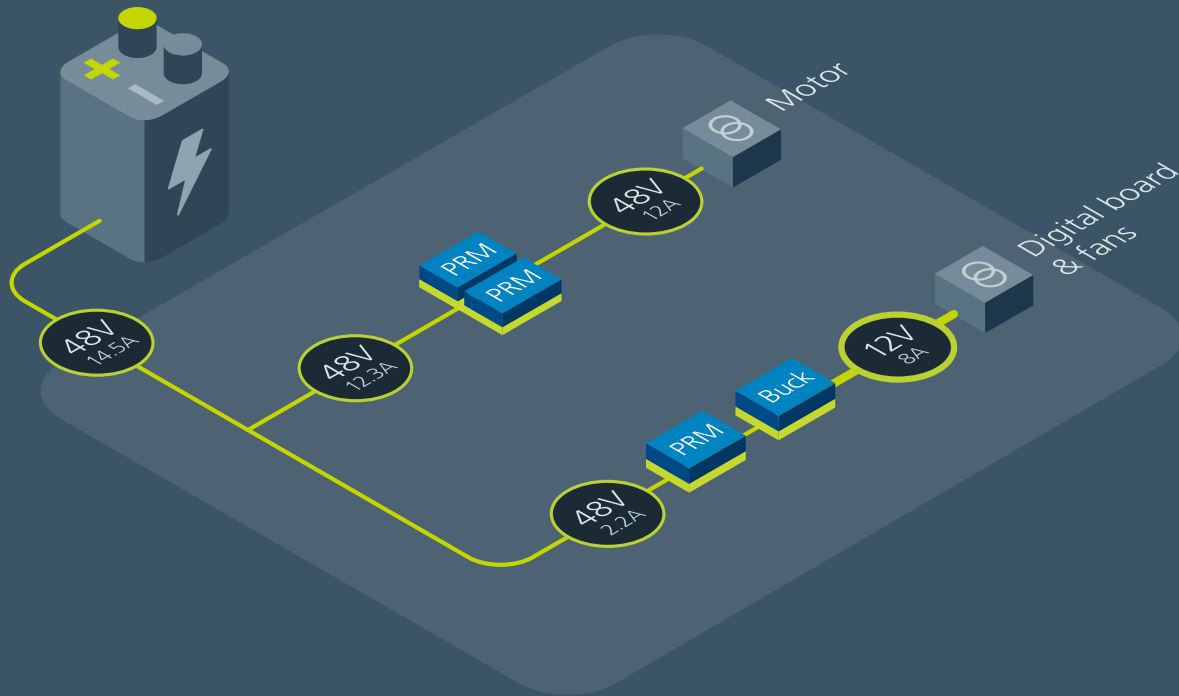 Motor
48V
12A
PRM
PRM
Digital board
& fans
48V
14.5A
48V
12.3A
12V
8A
Buck
PRM
48V
2.2A